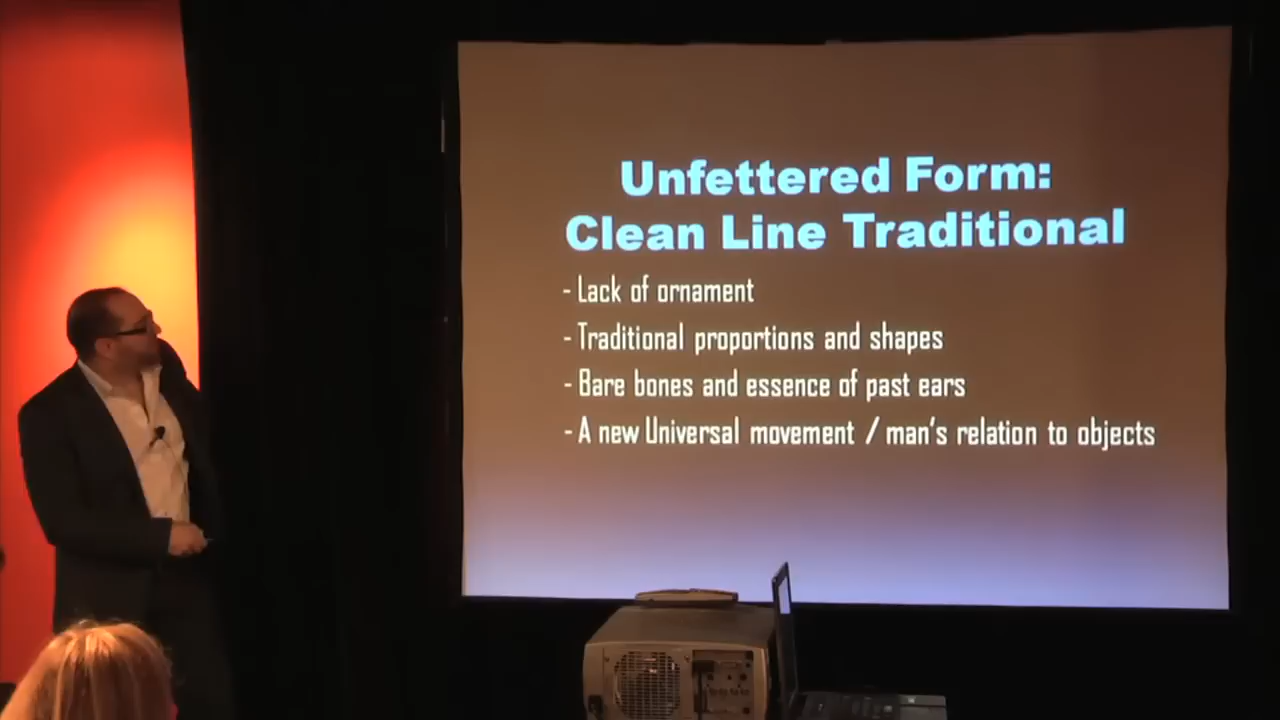 Unfettered Form:
Clean Line Traditional
- Lack of ornament
- Traditional proportions and shapes
- Bare bones and essence of past ears
- A new Universal movement / man's relation to objects